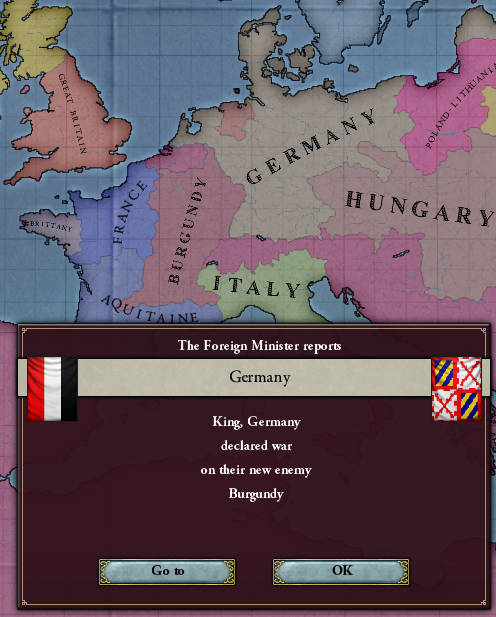 GREAT BRITAIN
POLAND-LITHUANIA
GERMANY
HUNGARY
BRITTANY
FRANCE
BURGUNDY
ITALY
AQUITAINE
The Foreign Minister reports
Germany
King, Germany
declared war
on their new enemy
Burgundy
Go to
OK